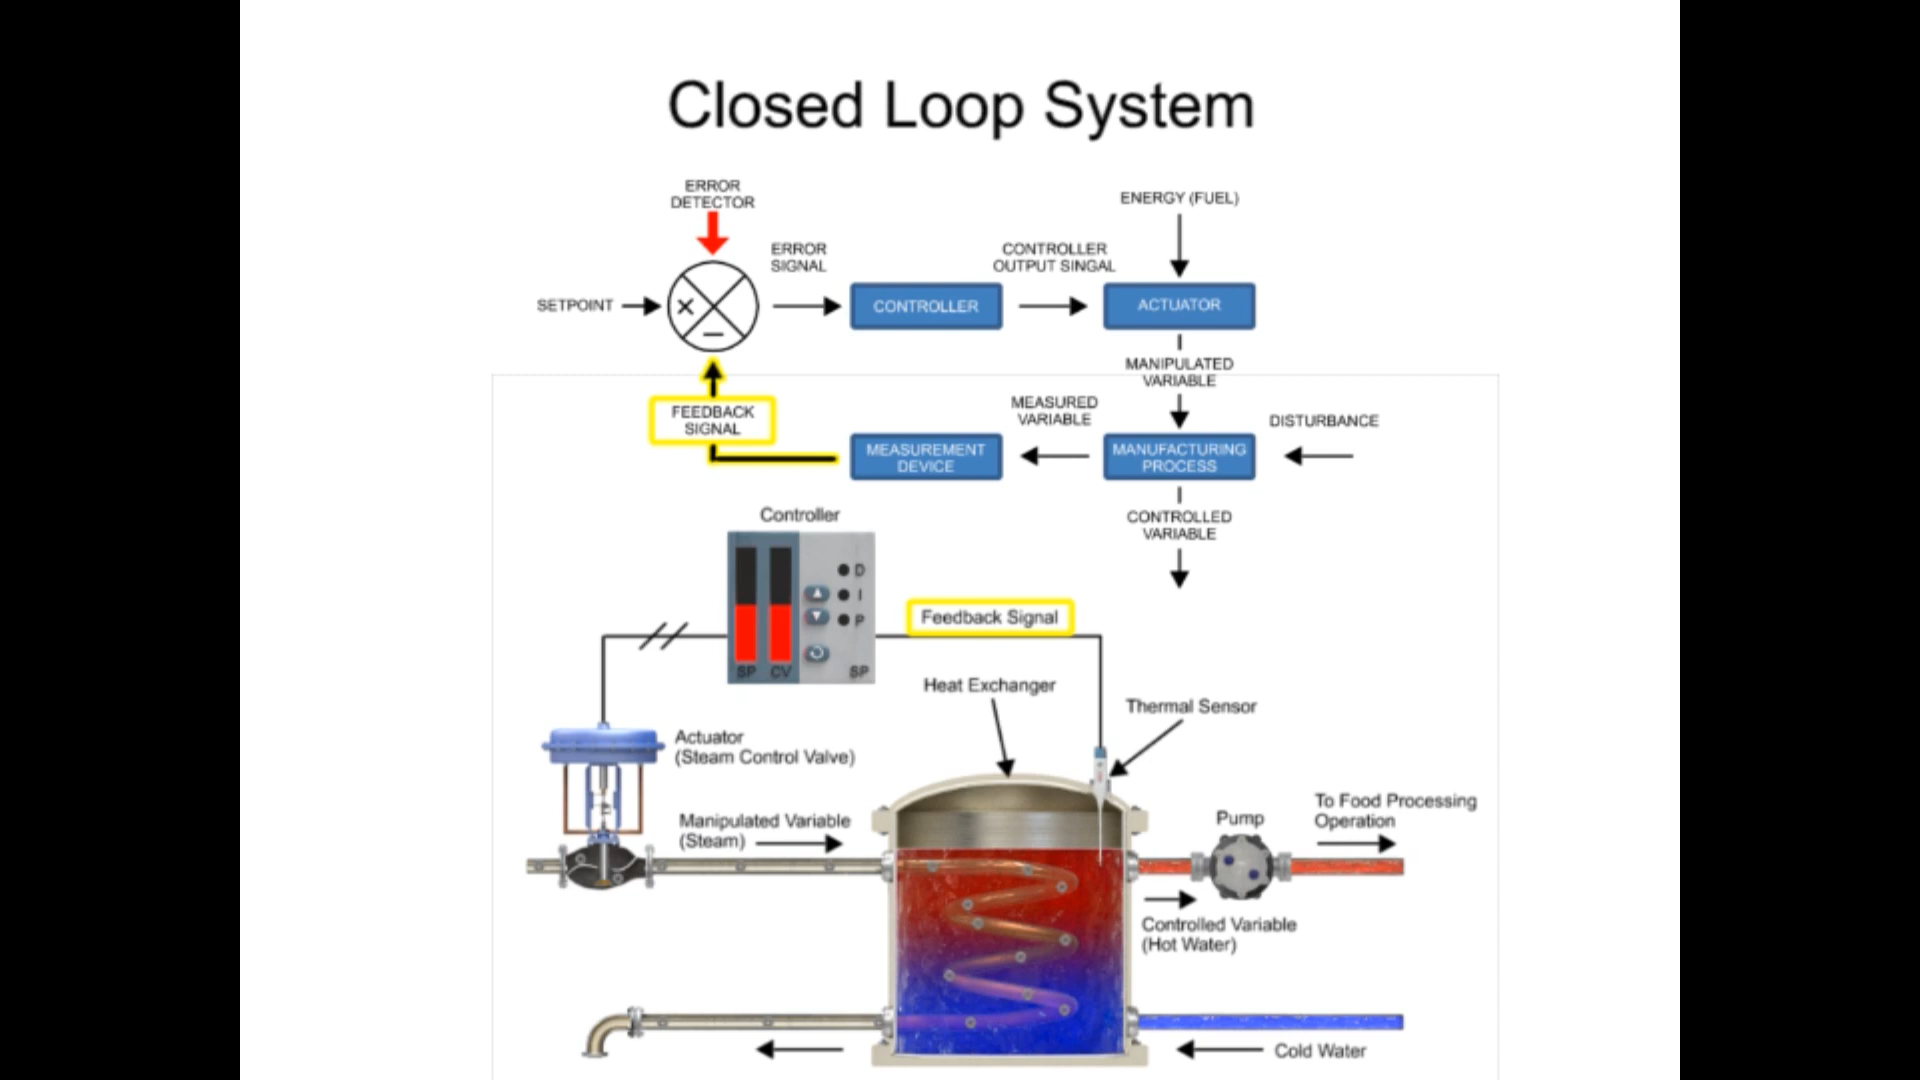 Closed Loop System
ERROR
DETECTOR
ENERGY (FUEL)
ERROR
SIGNAL
CONTROLLER
OUTPUT SINGAL
SETPOINT
×
−
CONTROLLER
ACTUATOR
MANIPULATED
VARIABLE
FEEDBACK
SIGNAL
MEASURED
VARIABLE
DISTURBANCE
MEASUREMENT
DEVICE
MANUFACTURING
PROCESS
CONTROLLED
VARIABLE
Controller
D
I
P
SP
CV
SP
Feedback Signal
Heat Exchanger
Thermal Sensor
Actuator
(Steam Control Valve)
Manipulated Variable
(Steam)
Pump
To Food Processing
Operation
Controlled Variable
(Hot Water)
Cold Water